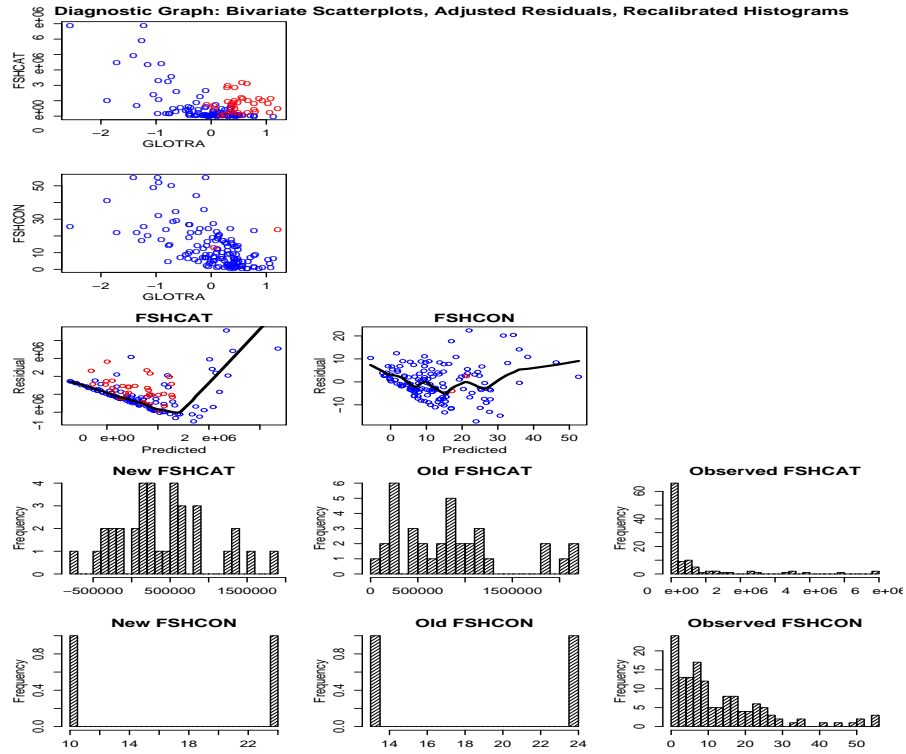 Diagnostic Graph: Bivariate Scatterplots, Adjusted Residuals, Recalibrated Histograms
FSHCAT
0 e+00 3 e+06 6 e+06
−2 −1 0 1
GLOTRA
FSHCON
0 10 30 50
−2 −1 0 1
GLOTRA
FSHCAT
Residual
−1 e+06 2 e+06
0 e+00 2 e+06
Predicted
FSHCON
Residual
−10 0 10 20
0 10 20 30 40 50
Predicted
New FSHCAT
Frequency
0 1 2 3 4
−500000 500000 1500000
Old FSHCAT
Frequency
0 1 2 3 4 5 6
0 500000 1500000
Observed FSHCAT
Frequency
0 20 40 60
0 e+00 2 e+06 4 e+06 6 e+06
New FSHCON
Frequency
0.0 0.4 0.8
10 12 14 16 18 20 22
Old FSHCON
Frequency
0.0 0.4 0.8
14 16 18 20 22 24
Observed FSHCON
Frequency
0 5 10 20
0 10 20 30 40 50